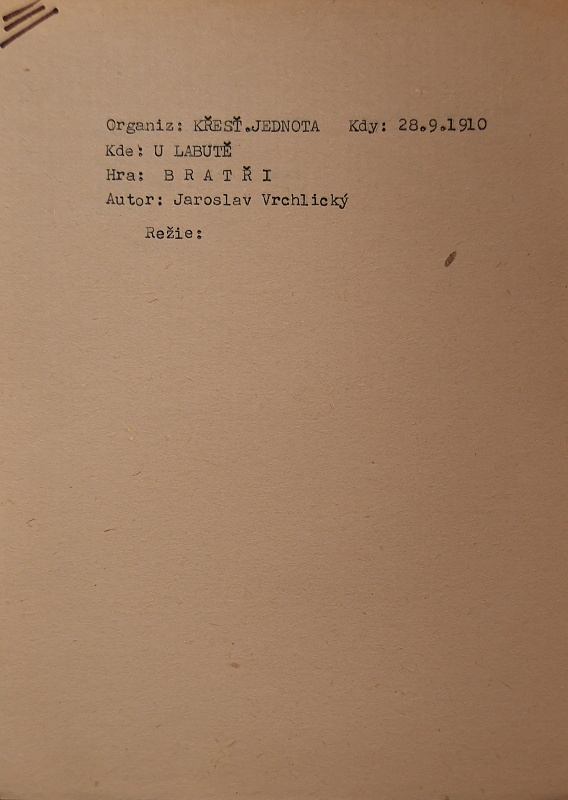 Organiz: KŘESŤ.JEDNOTA Kdy: 28.9.1910
Kde: U LABUTĚ
Hra: B R A T Ř I
Autor: Jaroslav Vrchlický
Režie: